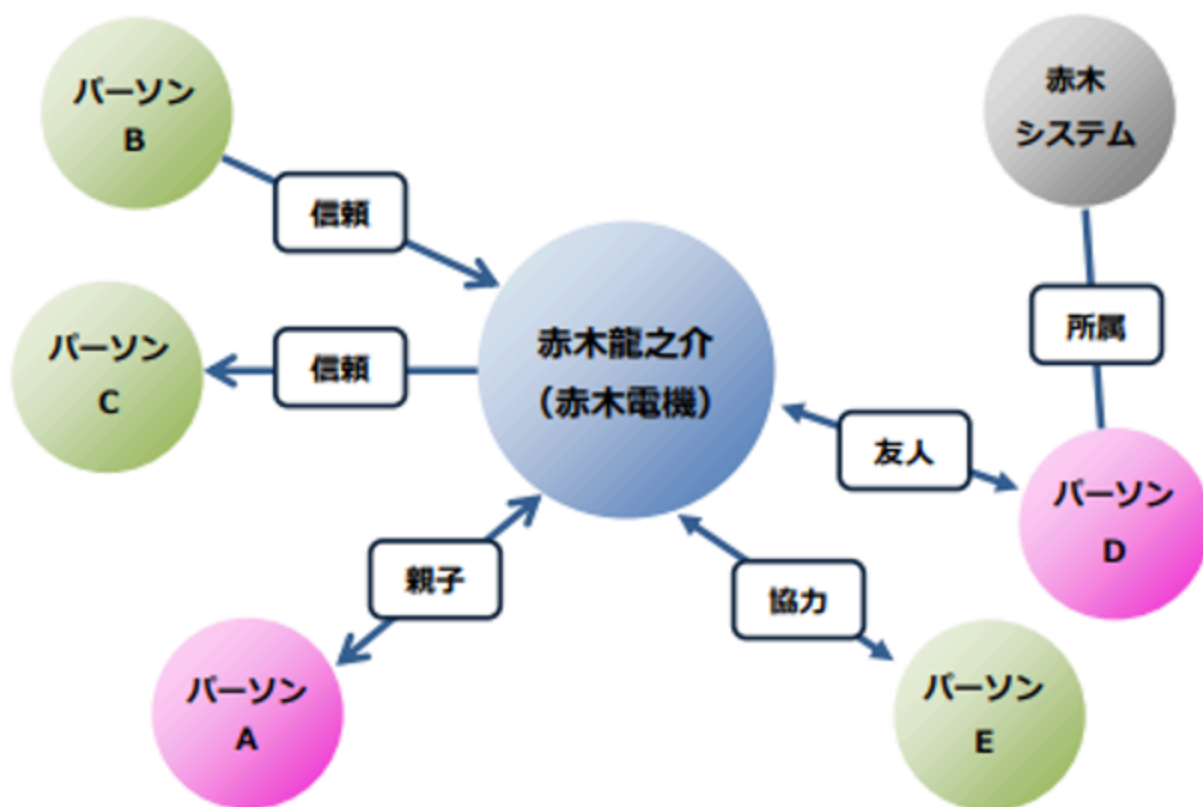 パーソン
B
赤木
システム
信頼
所属
パーソン
C
信頼
赤木龍之介
（赤木電機）
友人
パーソン
D
親子
協力
パーソン
A
パーソン
E